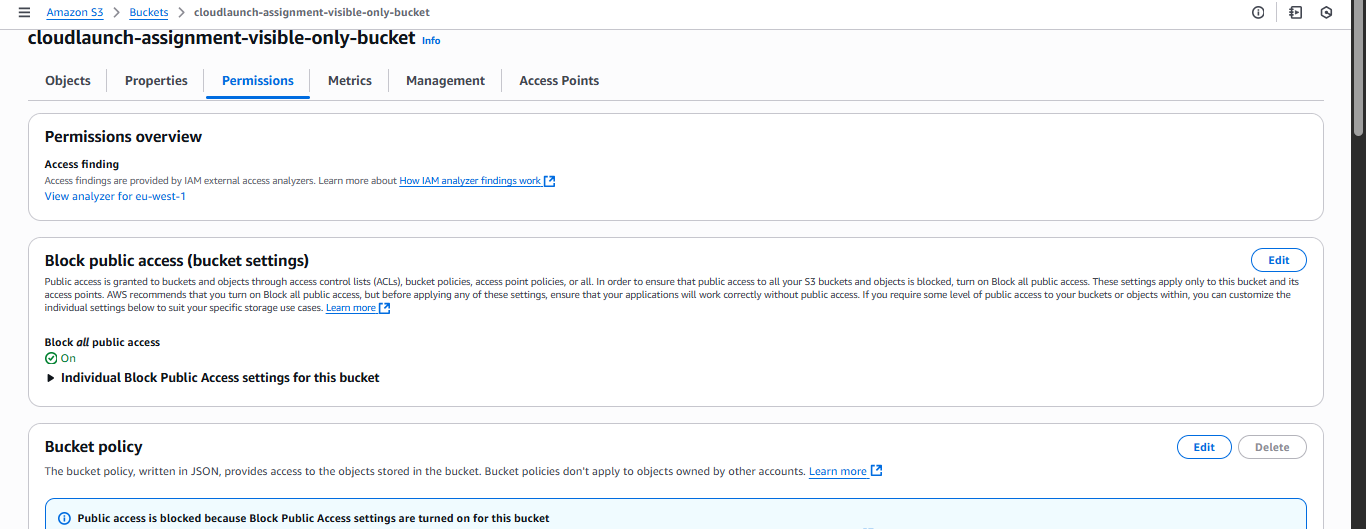 Amazon S3 > Buckets > cloudlaunch-assignment-visible-only-bucket
cloudlaunch-assignment-visible-only-bucket Info
Objects Properties Permissions Metrics Management Access Points
Permissions overview
Access finding
Access findings are provided by IAM external access analyzers. Learn more about How IAM analyzer findings work
View analyzer for eu-west-1
Block public access (bucket settings) Edit
Public access is granted to buckets and objects through access control lists (ACLs), bucket policies, access point policies, or all. In order to ensure that public access to all your S3 buckets and objects is blocked, turn on Block all public access. These settings apply only to this bucket and its
access points. AWS recommends that you turn on Block all public access, but before applying any of these settings, ensure that your applications will work correctly without public access. If you require some level of public access to your buckets or objects within, you can customize the
individual settings below to suit your specific storage use cases. Learn more
Block all public access
On
Individual Block Public Access settings for this bucket
Bucket policy Edit Delete
The bucket policy, written in JSON, provides access to the objects stored in the bucket. Bucket policies don't apply to objects owned by other accounts. Learn more
Public access is blocked because Block Public Access settings are turned on for this bucket